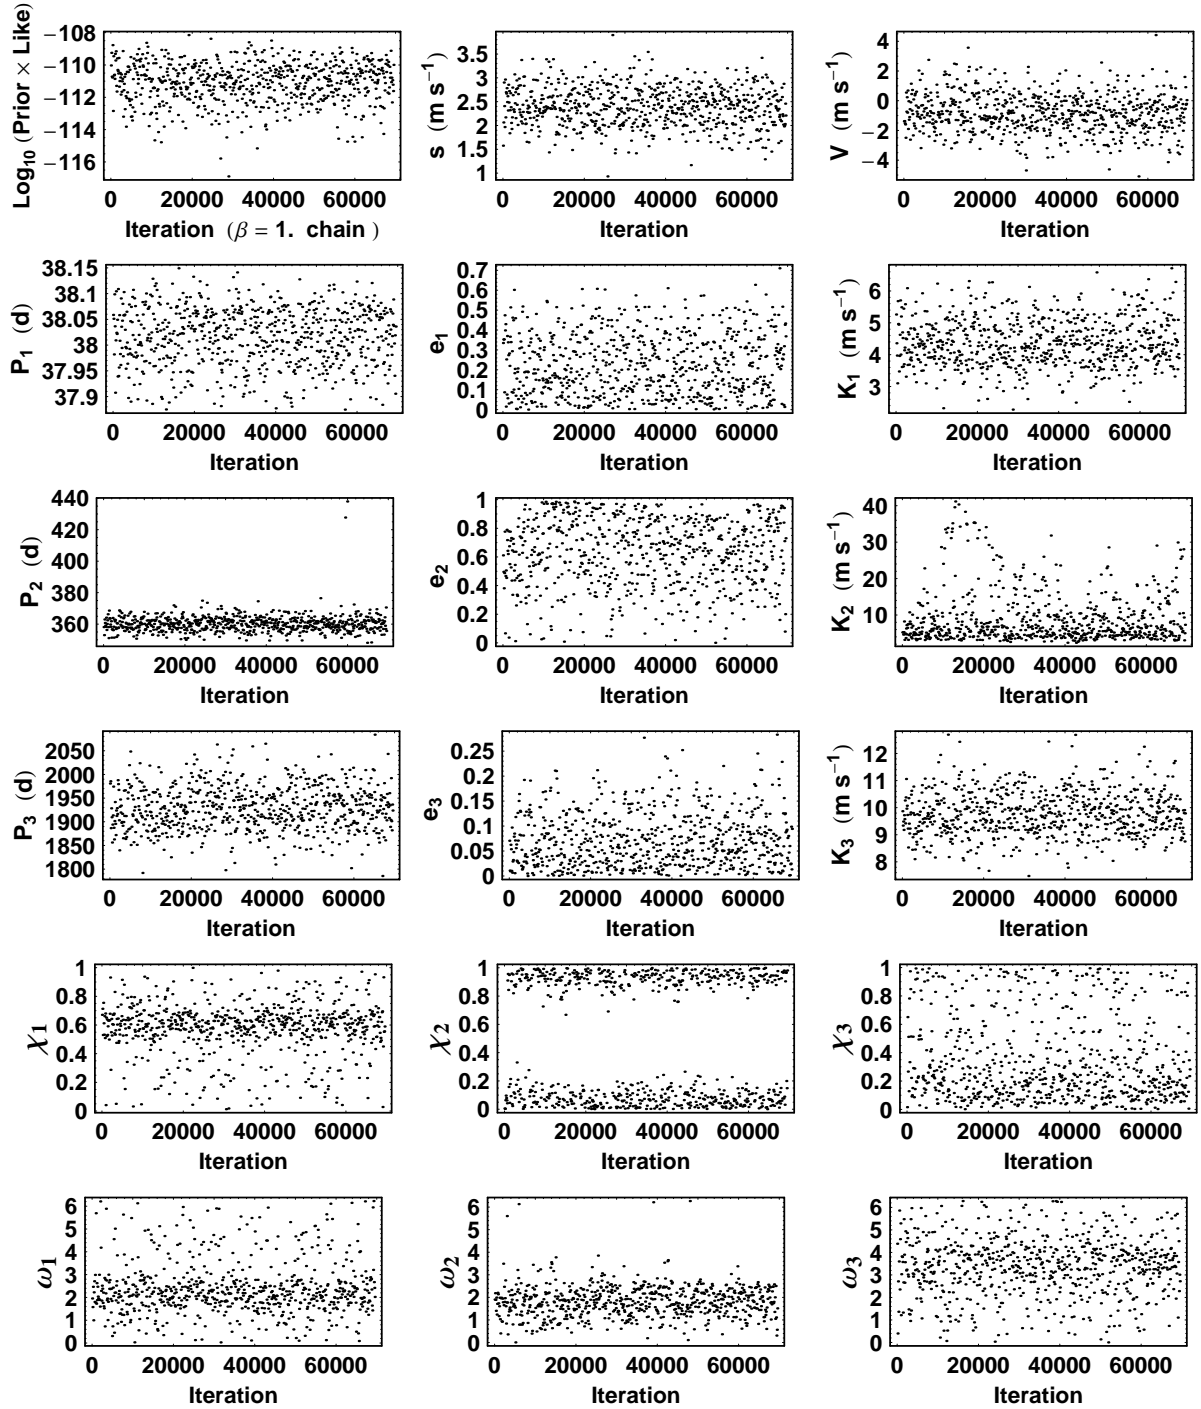 Log10 (Prior × Like)
−108
−110
−112
−114
−116
0 20000 40000 60000
Iteration (β = 1. chain )
s (m s−1)
3.5
3
2.5
2
1.5
1
0 20000 40000 60000
Iteration
V (m s−1)
4
2
0
−2
−4
0 20000 40000 60000
Iteration
P1 (d)
38.15
38.1
38.05
38
37.95
37.9
0 20000 40000 60000
Iteration
e1
0.7
0.6
0.5
0.4
0.3
0.2
0.1
0
0 20000 40000 60000
Iteration
K1 (m s−1)
6
5
4
3
0 20000 40000 60000
Iteration
P2 (d)
440
420
400
380
360
0 20000 40000 60000
Iteration
e2
1
0.8
0.6
0.4
0.2
0
0 20000 40000 60000
Iteration
K2 (m s−1)
40
30
20
10
0 20000 40000 60000
Iteration
P3 (d)
2050
2000
1950
1900
1850
1800
0 20000 40000 60000
Iteration
e3
0.25
0.2
0.15
0.1
0.05
0
0 20000 40000 60000
Iteration
K3 (m s−1)
12
11
10
9
8
0 20000 40000 60000
Iteration
χ1
1
0.8
0.6
0.4
0.2
0
0 20000 40000 60000
Iteration
χ2
1
0.8
0.6
0.4
0.2
0
0 20000 40000 60000
Iteration
χ3
1
0.8
0.6
0.4
0.2
0
0 20000 40000 60000
Iteration
ω1
6
5
4
3
2
1
0
0 20000 40000 60000
Iteration
ω2
6
5
4
3
2
1
0
0 20000 40000 60000
Iteration
ω3
6
5
4
3
2
1
0
0 20000 40000 60000
Iteration